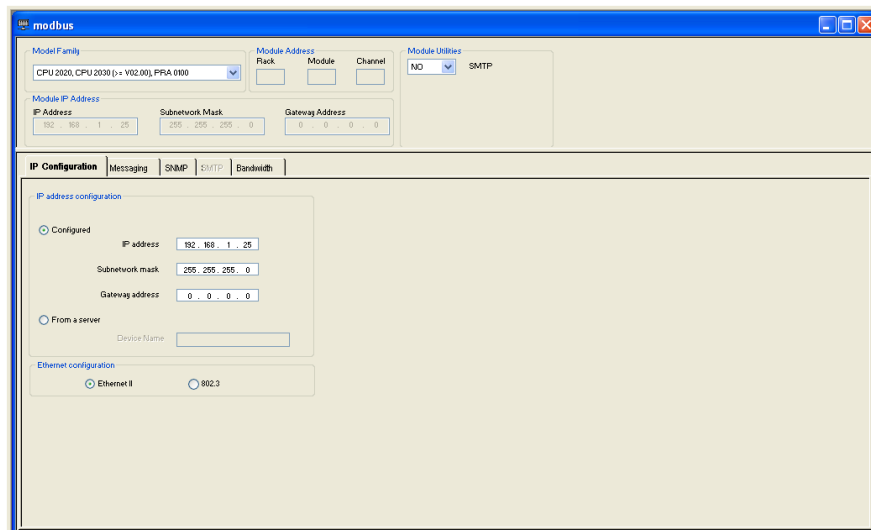 modbus
Model Family
CPU 2020, CPU 2030 (>= V02.00), PRA 0100
Module Address
Rack Module Channel
Module Utilities
NO SMTP
Module IP Address
IP Address Subnetwork Mask Gateway Address
192 . 168 . 1 . 25 255 . 255 . 255 . 0 0 . 0 . 0 . 0
IP Configuration Messaging SNMP SMTP Bandwidth
IP address configuration
Configured
IP address 192 . 168 . 1 . 25
Subnetwork mask 255 . 255 . 255 . 0
Gateway address 0 . 0 . 0 . 0
From a server
Device Name
Ethernet configuration
Ethernet II 802.3